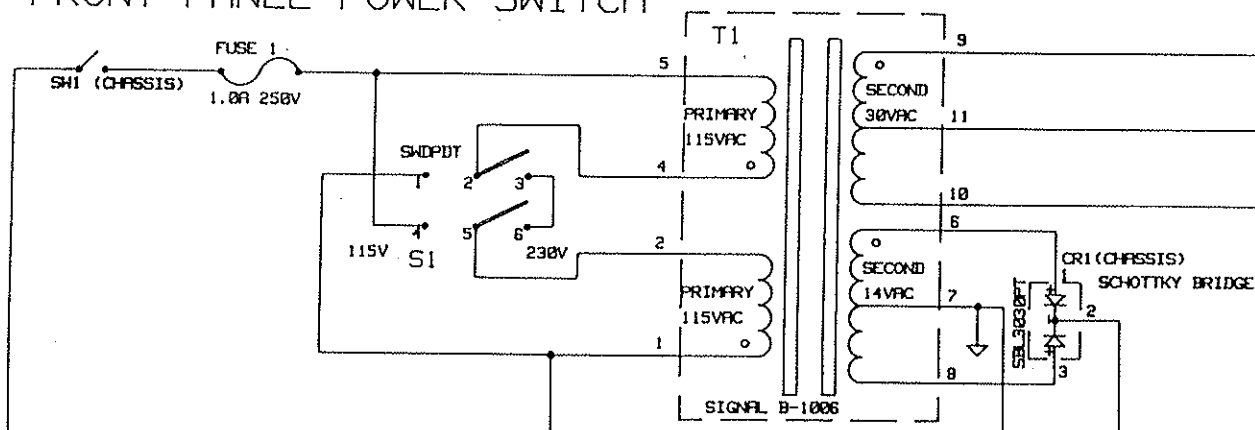 FRONT PANEL POWER SWITCH
SW1 (CHASSIS)
FUSE 1
1.0A 250V
T1
5
PRIMARY
115VAC
4
2
PRIMARY
115VAC
1
SWDPDT
1
2
3
4
5
6
115V
S1
230V
9
SECOND
30VAC
11
10
6
SECOND
14VAC
7
8
CR1(CHASSIS)
SCHOTTKY BRIDGE
1
2
3
SBL3030PT
SIGNAL B-1006